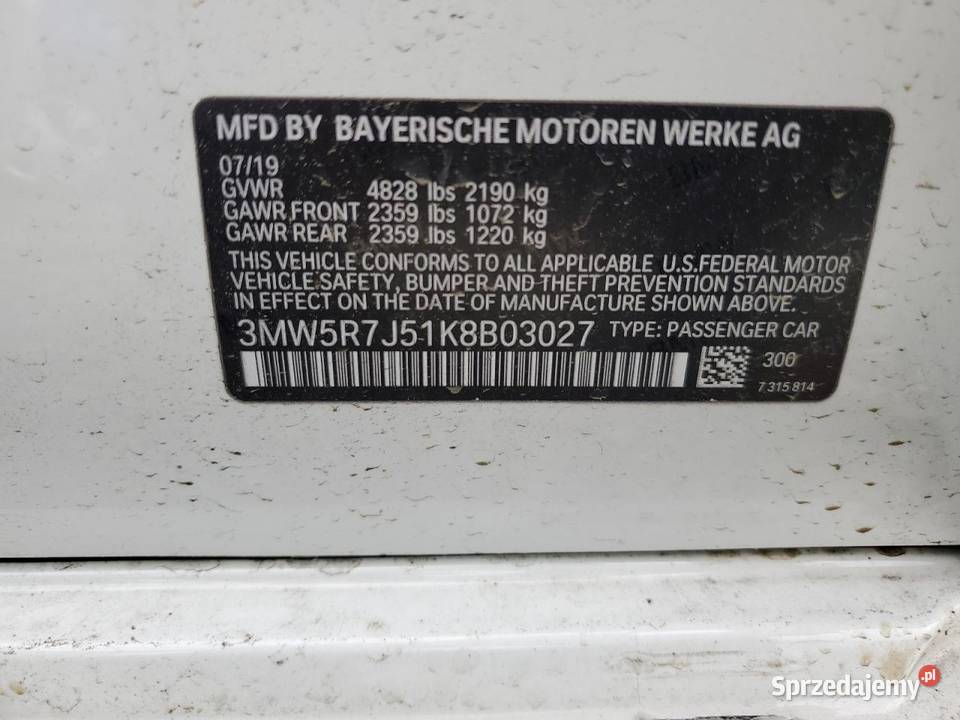 MFD BY BAYERISCHE MOTOREN WERKE AG
07/19
GVWR 4828 lbs 2190 kg
GAWR FRONT 2359 lbs 1072 kg
GAWR REAR 2359 lbs 1220 kg
THIS VEHICLE CONFORMS TO ALL APPLICABLE U.S.FEDERAL MOTOR
VEHICLE SAFETY, BUMPER AND THEFT PREVENTION STANDARDS
IN EFFECT ON THE DATE OF MANUFACTURE SHOWN ABOVE.
3MW5R7J51K8B03027 TYPE: PASSENGER CAR
300
7 315 814
Sprzedajemy.pl